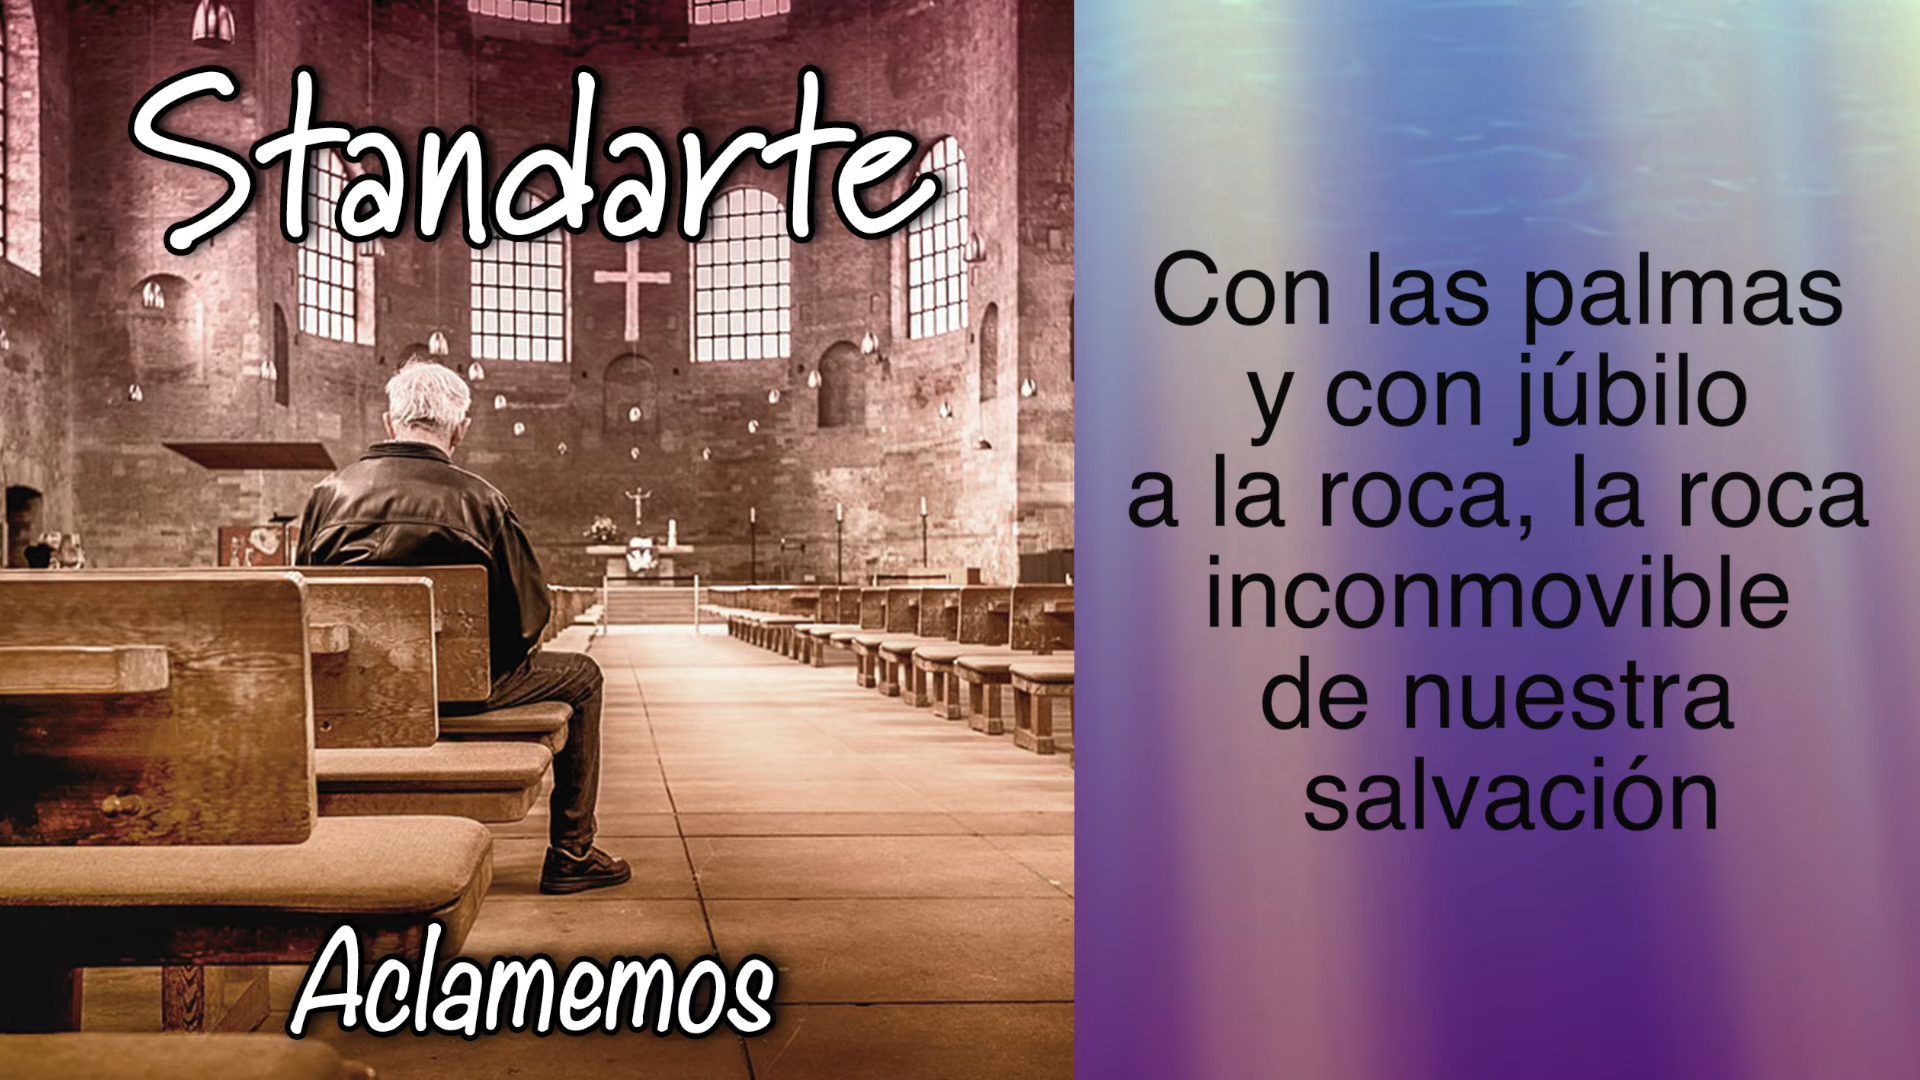 Standarte
Aclamemos
Con las palmas
y con júbilo
a la roca, la roca
inconmovible
de nuestra
salvación